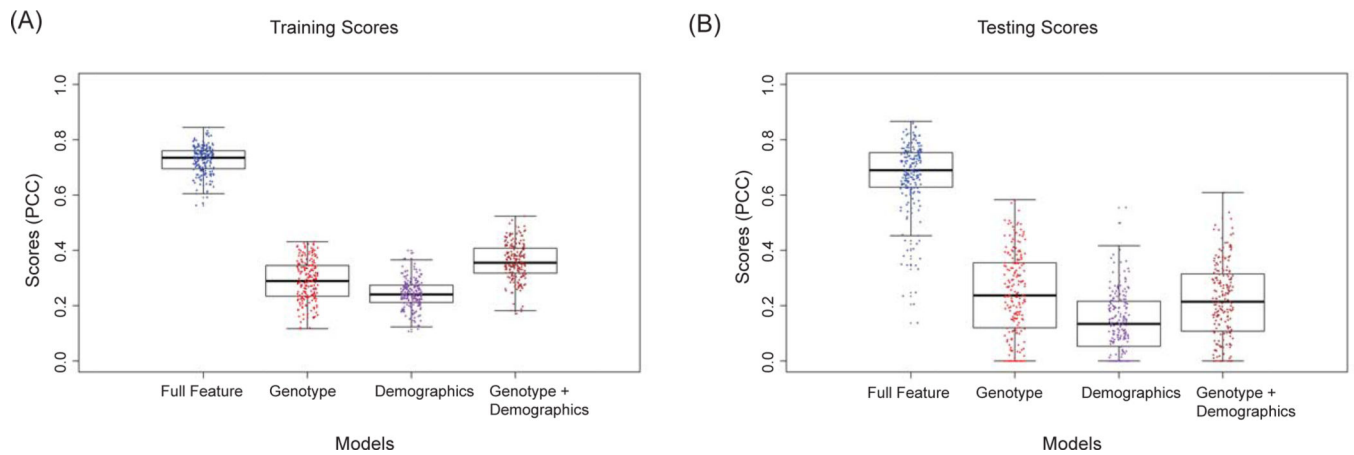 (A)
Training Scores
Scores (PCC)
1.0
0.8
0.6
0.4
0.2
0.0
Full Feature
Genotype
Demographics
Genotype +
Demographics
Models
(B)
Testing Scores
Scores (PCC)
1.0
0.8
0.6
0.4
0.2
0.0
Full Feature
Genotype
Demographics
Genotype +
Demographics
Models